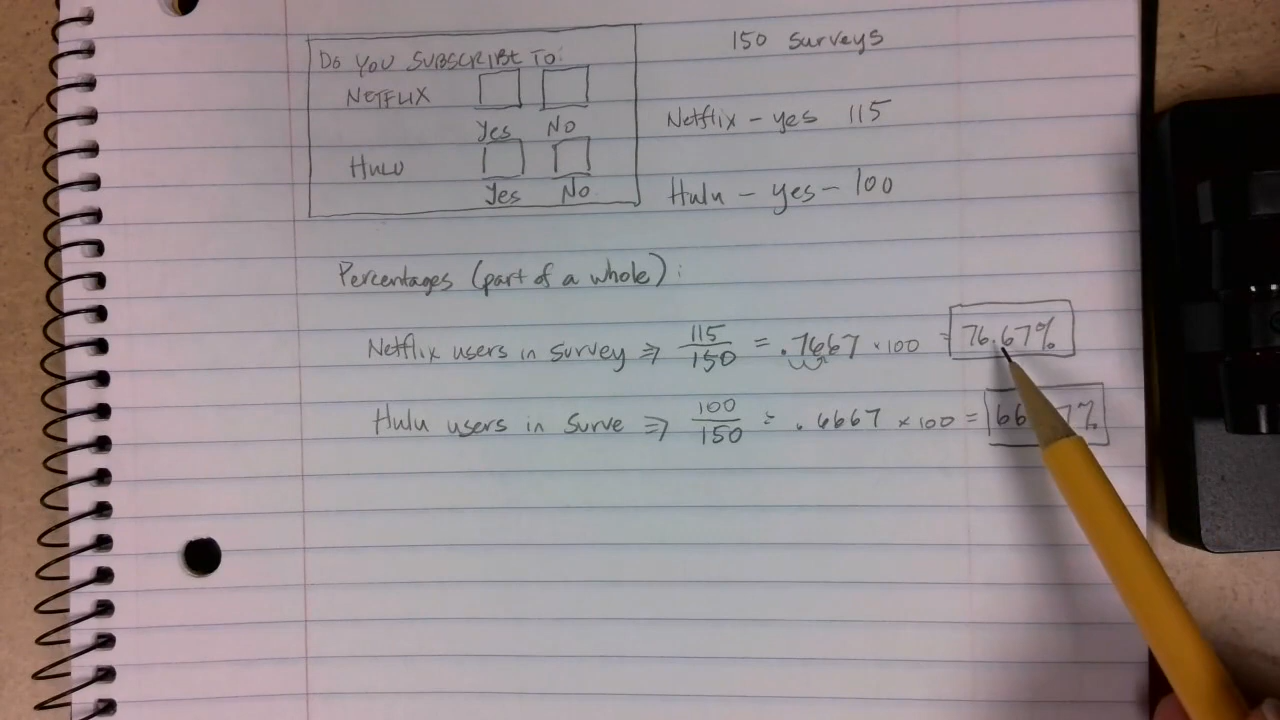 Do YOU SUBSCRIBE TO:
NETFLIX
Yes No
HULU
Yes No
150 surveys
Netflix - yes 115
Hulu - yes - 100
Percentages (part of a whole):
Netflix users in survey ⇒ 115/150 = .7667 × 100 = 76.67%
Hulu users in Surve ⇒ 100/150 = .6667 × 100 = 66 7%